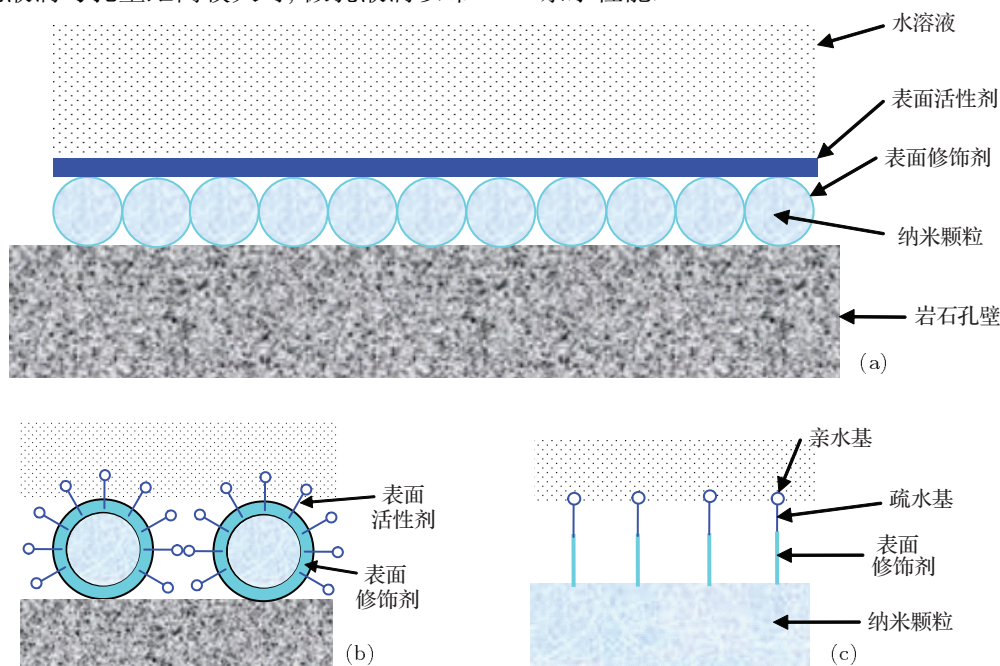 水溶液
表面活性剂
表面修饰剂
纳米颗粒
岩石孔壁
(a)
表面
活性剂
表面
修饰剂
(b)
亲水基
疏水基
表面
修饰剂
纳米颗粒
(c)